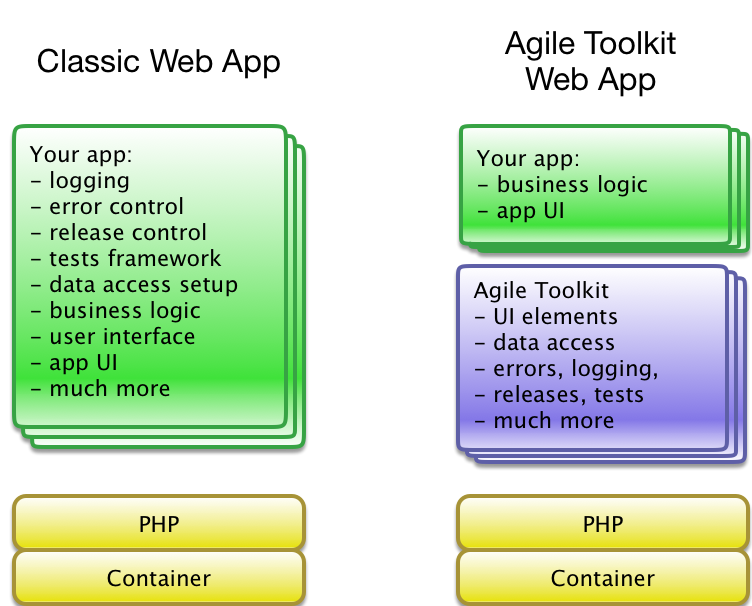 Classic Web App
Your app:
- logging
- error control
- release control
- tests framework
- data access setup
- business logic
- user interface
- app UI
- much more
PHP
Container
Agile Toolkit
Web App
Your app:
- business logic
- app UI
Agile Toolkit
- UI elements
- data access
- errors, logging,
- releases, tests
- much more
PHP
Container